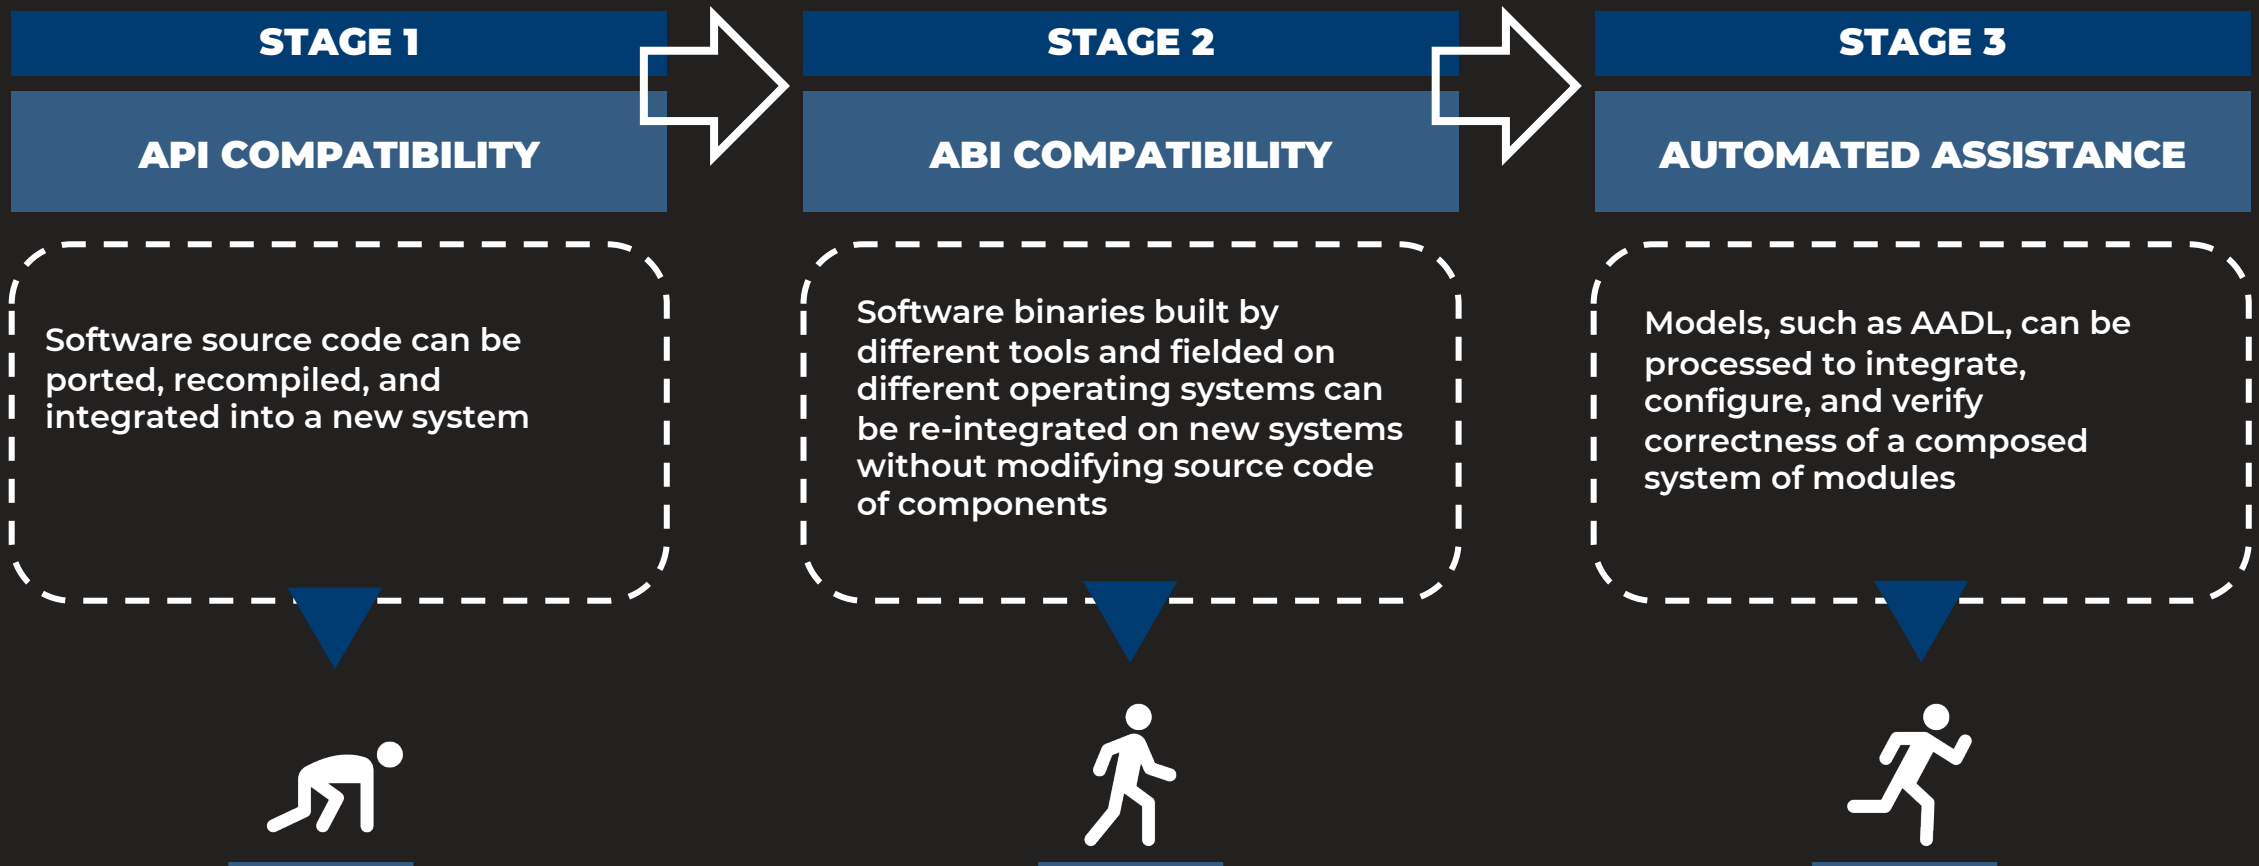 STAGE 1
API COMPATIBILITY
Software source code can be
ported, recompiled, and
integrated into a new system
STAGE 2
ABI COMPATIBILITY
Software binaries built by
different tools and fielded on
different operating systems can
be re-integrated on new systems
without modifying source code
of components
STAGE 3
AUTOMATED ASSISTANCE
Models, such as AADL, can be
processed to integrate,
configure, and verify
correctness of a composed
system of modules